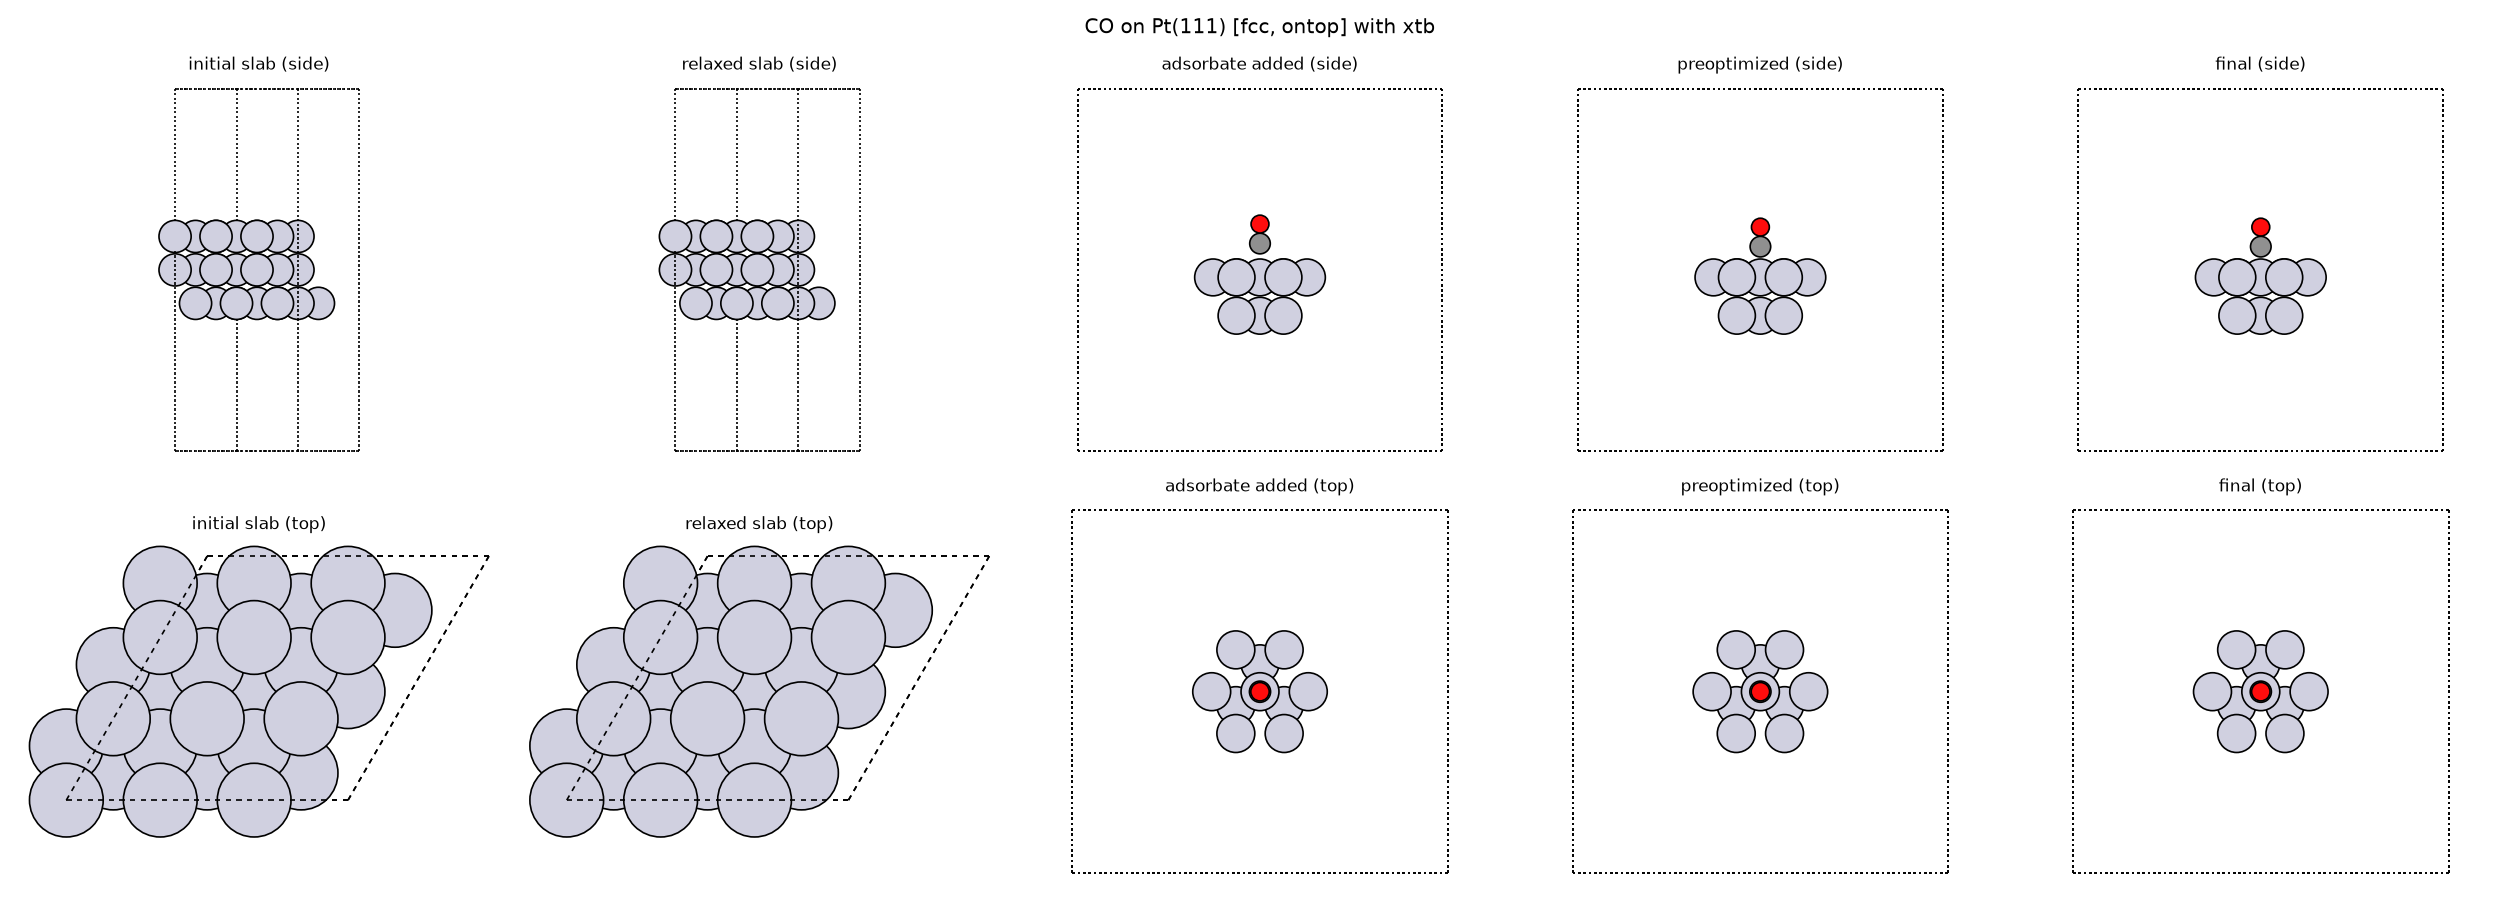 CO on Pt(111) [fcc, ontop] with xtb
initial slab (side)
relaxed slab (side)
adsorbate added (side)
preoptimized (side)
final (side)
initial slab (top)
relaxed slab (top)
adsorbate added (top)
preoptimized (top)
final (top)